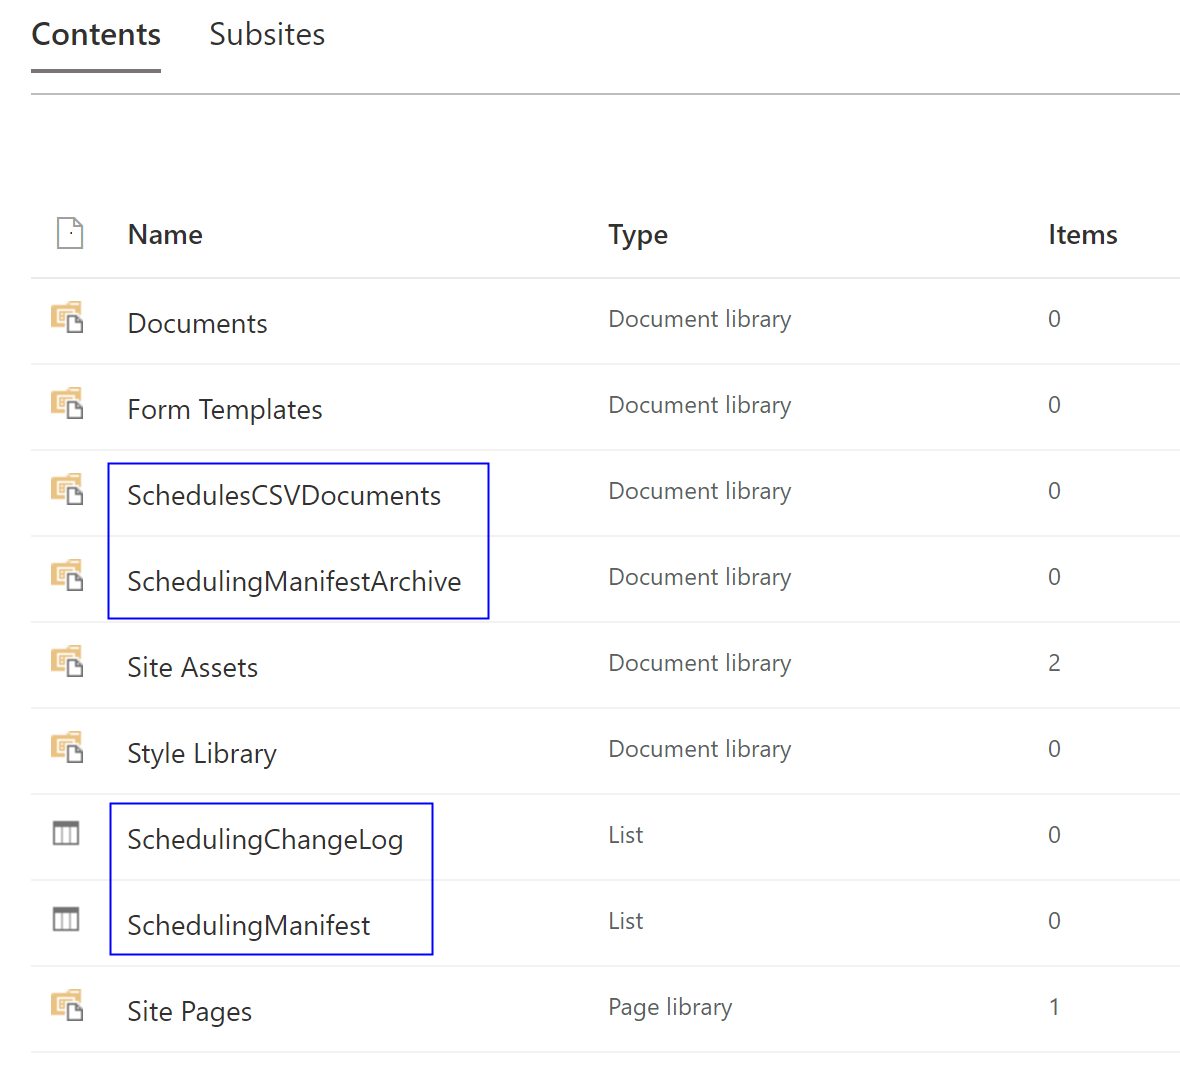 Contents Subsites
Name Type Items
Documents Document library 0
Form Templates Document library 0
SchedulesCSVDocuments Document library 0
SchedulingManifestArchive Document library 0
Site Assets Document library 2
Style Library Document library 0
SchedulingChangeLog List 0
SchedulingManifest List 0
Site Pages Page library 1